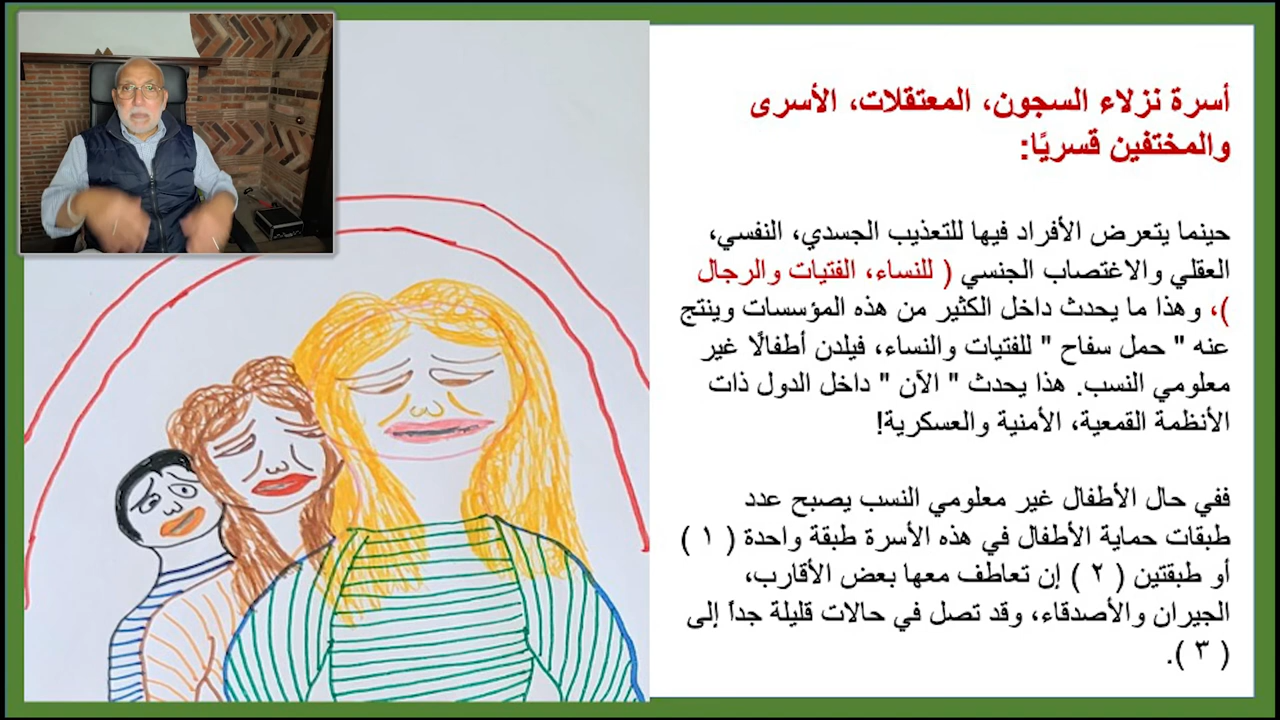 أسرة نزلاء السجون، المعتقلات، الأسرى
والمختفين قسريًا:
حينما يتعرض الأفراد فيها للتعذيب الجسدي، النفسي،
العقلي والاغتصاب الجنسي ( للنساء، الفتيات والرجال
)، وهذا ما يحدث داخل الكثير من هذه المؤسسات وينتج
عنه " حمل سفاح " للفتيات والنساء، فيلدن أطفالًا غير
معلومي النسب. هذا يحدث " الآن " داخل الدول ذات
الأنظمة القمعية، الأمنية والعسكرية!
ففي حال الأطفال غير معلومي النسب يصبح عدد
طبقات حماية الأطفال في هذه الأسرة طبقة واحدة ( ١ )
أو طبقتين ( ٢ ) إن تعاطف معها بعض الأقارب،
الجيران والأصدقاء، وقد تصل في حالات قليلة جداً إلى
( ٣ ).